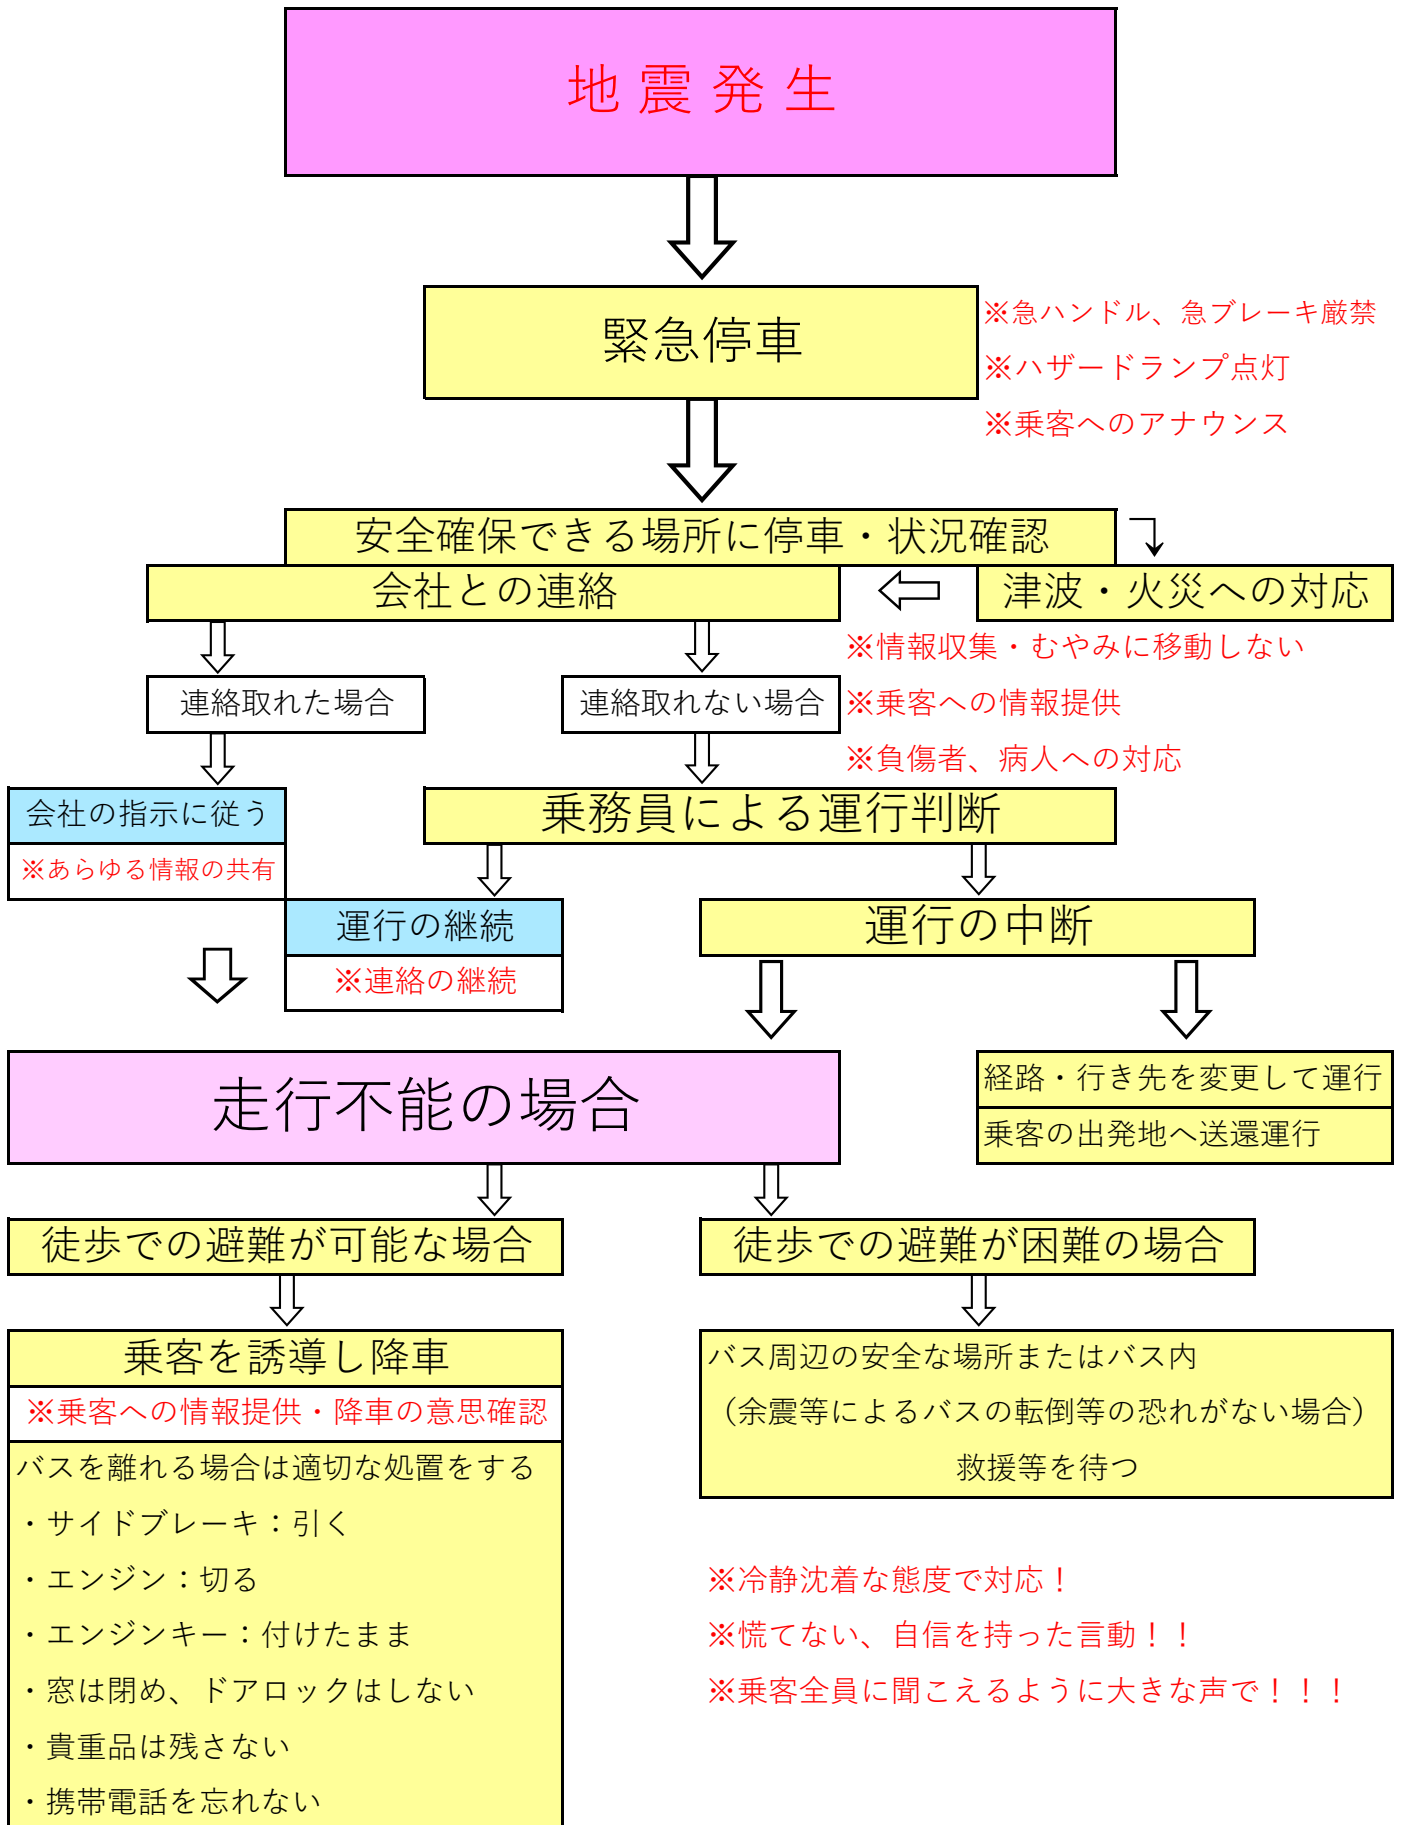 地震発生
緊急停車
※急ハンドル、急ブレーキ厳禁
※ハザードランプ点灯
※乗客へのアナウンス
安全確保できる場所に停車・状況確認
会社との連絡
津波・火災への対応
※情報収集・むやみに移動しない
連絡取れた場合
連絡取れない場合
※乗客への情報提供
※負傷者、病人への対応
会社の指示に従う
※あらゆる情報の共有
乗務員による運行判断
運行の継続
※連絡の継続
運行の中断
走行不能の場合
経路・行き先を変更して運行
乗客の出発地へ送還運行
徒歩での避難が可能な場合
徒歩での避難が困難の場合
乗客を誘導し降車
※乗客への情報提供・降車の意思確認
バスを離れる場合は適切な処置をする
・サイドブレーキ：引く
・エンジン：切る
・エンジンキー：付けたまま
・窓は閉め、ドアロックはしない
・貴重品は残さない
・携帯電話を忘れない
バス周辺の安全な場所またはバス内
（余震等によるバスの転倒等の恐れがない場合）
救援等を待つ
※冷静沈着な態度で対応！
※慌てない、自信を持った言動！！
※乗客全員に聞こえるように大きな声で！！！